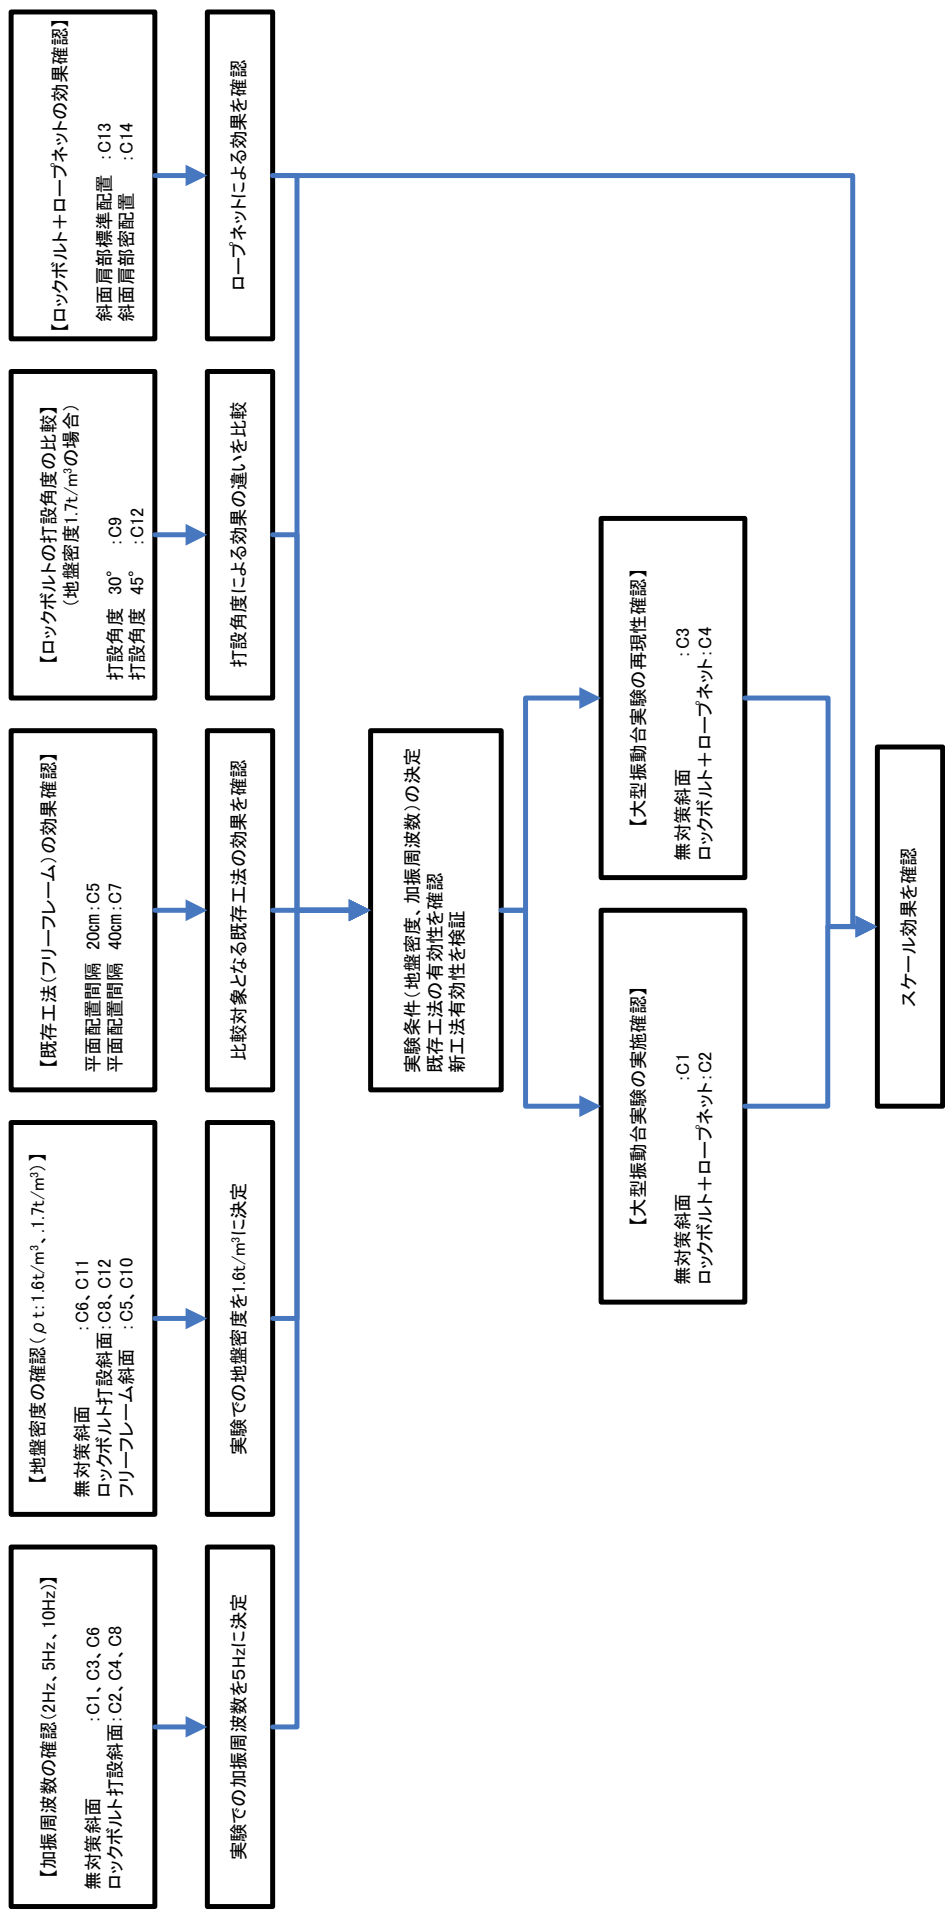 【加振周波数の確認(2Hz、5Hz、10Hz)】
無対策斜面　　　　　:C1、C3、C6
ロックボルト打設斜面:C2、C4、C8
実験での加振周波数を5Hzに決定
【地盤密度の確認(ρt:1.6t/m³、.1.7t/m³)】
無対策斜面　　　　　:C6、C11
ロックボルト打設斜面:C8、C12
フリーフレーム斜面　:C5、C10
実験での地盤密度を1.6t/m³に決定
【既存工法(フリーフレーム)の効果確認】
平面配置間隔 20cm:C5
平面配置間隔 40cm:C7
比較対象となる既存工法の効果を確認
【ロックボルトの打設角度の比較】
(地盤密度1.7t/m³の場合)
打設角度 30° :C9
打設角度 45° :C12
打設角度による効果の違いを比較
【ロックボルト+ロープネットの効果確認】
斜面肩部標準配置 :C13
斜面肩部密配置 :C14
ロープネットによる効果を確認
実験条件(地盤密度、加振周波数)の決定
既存工法の有効性を確認
新工法有効性を検証
【大型振動台実験の実施確認】
無対策斜面　　　　　　　　:C1
ロックボルト+ロープネット:C2
【大型振動台実験の再現性確認】
無対策斜面　　　　　　　　:C3
ロックボルト+ロープネット:C4
スケール効果を確認